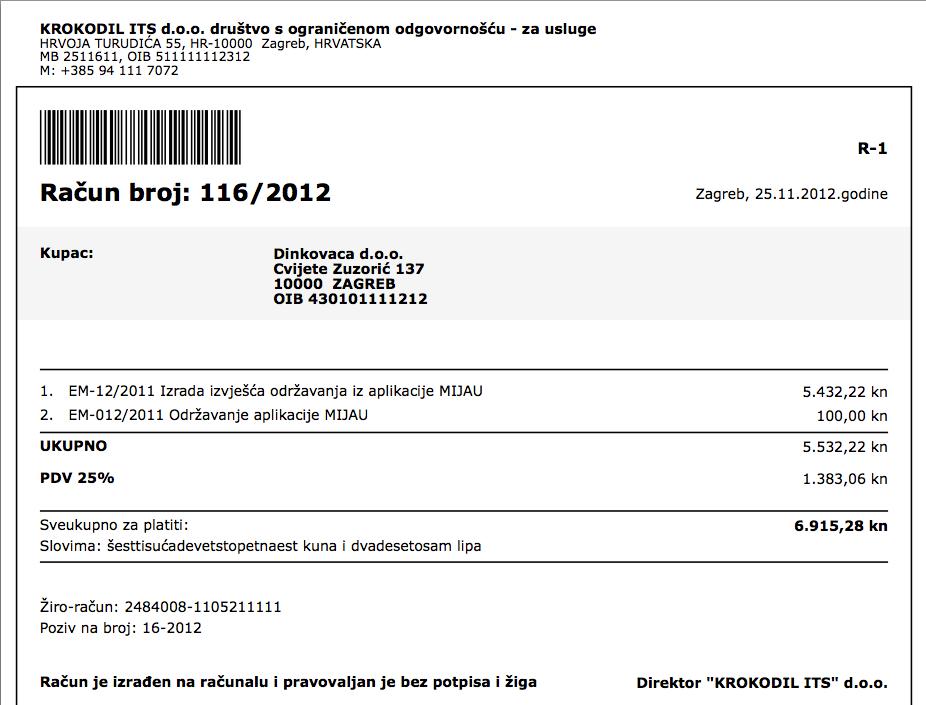 KROKODIL ITS d.o.o. društvo s ograničenom odgovornošću - za usluge
HRVOJA TURUDIĆA 55, HR-10000 Zagreb, HRVATSKA
MB 2511611, OIB 511111112312
M: +385 94 111 7072
R-1
Račun broj: 116/2012
Zagreb, 25.11.2012.godine
Kupac:
Dinkovaca d.o.o.
Cvijete Zuzorić 137
10000 ZAGREB
OIB 430101111212
1. EM-12/2011 Izrada izvješća održavanja iz aplikacije MIJAU 5.432,22 kn
2. EM-012/2011 Održavanje aplikacije MIJAU 100,00 kn
UKUPNO 5.532,22 kn
PDV 25% 1.383,06 kn
Sveukupno za platiti: 6.915,28 kn
Slovima: šesttisućadevetstopetnaest kuna i dvadesetosam lipa
Žiro-račun: 2484008-1105211111
Poziv na broj: 16-2012
Račun je izrađen na računalu i pravovaljan je bez potpisa i žiga
Direktor "KROKODIL ITS" d.o.o.